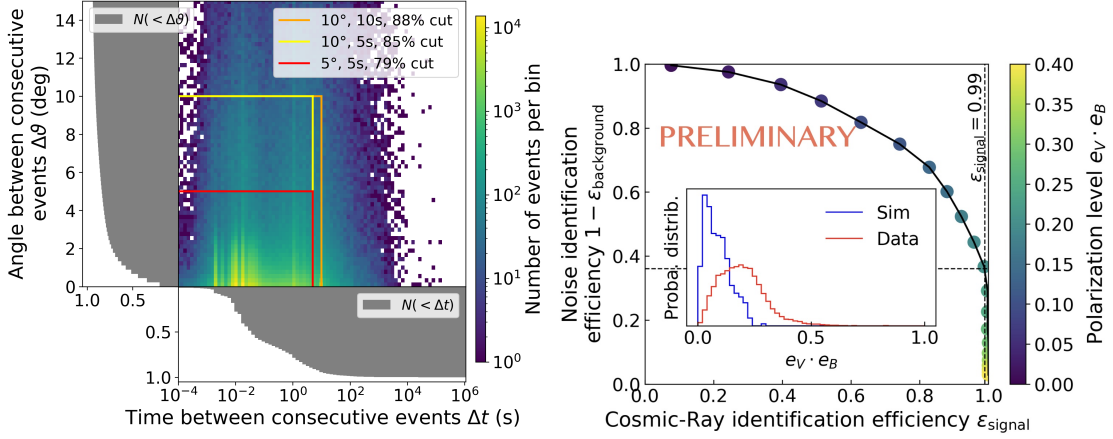 N(<Δϑ)
10°, 10s, 88% cut
10°, 5s, 85% cut
5°, 5s, 79% cut
Angle between consecutive
events Δϑ (deg)
14
12
10
8
6
4
2
0
1.0 0.5
N(<Δt)
0.5
1.0
10⁻⁴ 10⁻² 10⁰ 10² 10⁴ 10⁶
Time between consecutive events Δt (s)
10⁴
10³
10²
10¹
10⁰
Number of events per bin
Noise identification
efficiency 1 − ε_background
1.0
0.8
0.6
0.4
0.2
0.0
PRELIMINARY
ε_signal = 0.99
Sim
Data
Proba. distrib.
0.0 0.5 1.0
e_V · e_B
0.0 0.2 0.4 0.6 0.8 1.0
Cosmic-Ray identification efficiency ε_signal
0.40
0.35
0.30
0.25
0.20
0.15
0.10
0.05
0.00
Polarization level e_V · e_B